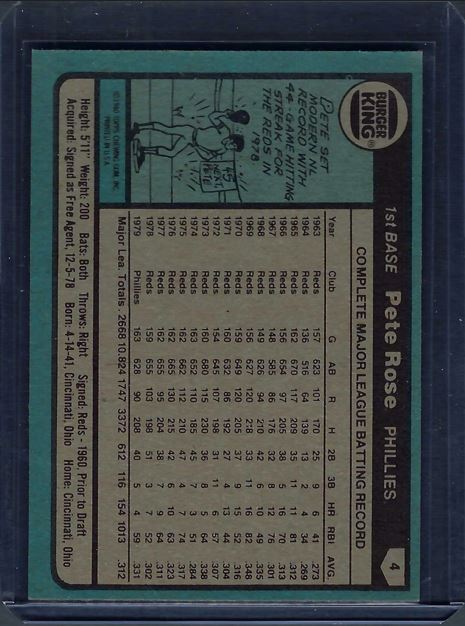 BURGER KING
1st BASE Pete Rose PHILLIES 4
PETE SET
MODERN NL
RECORD WITH
44-GAME HITTING
STREAK FOR
THE REDS IN
1978.
© 1980 TOPPS CHEWING GUM, INC.
PRINTED IN U.S.A.
COMPLETE MAJOR LEAGUE BATTING RECORD
Year Club G AB R H 2B 3B HR RBI AVG.
1963 Reds 157 623 101 170 25 9 6 41 .273
1964 Reds 136 516 64 139 13 2 4 34 .269
1965 Reds 162 670 117 209 35 11 11 81 .312
1966 Reds 156 654 97 205 38 5 16 70 .313
1967 Reds 148 585 86 176 32 8 12 76 .301
1968 Reds 149 626 94 210 42 6 10 49 .335
1969 Reds 156 627 120 218 33 11 16 82 .348
1970 Reds 159 649 120 205 37 9 15 52 .316
1971 Reds 160 632 86 192 27 4 13 44 .304
1972 Reds 154 645 107 198 31 11 6 57 .307
1973 Reds 160 680 115 230 36 8 5 64 .338
1974 Reds 163 652 110 185 45 7 3 51 .284
1975 Reds 162 662 112 210 47 4 7 74 .317
1976 Reds 162 665 130 215 42 6 10 63 .323
1977 Reds 162 655 95 204 38 7 9 64 .311
1978 Reds 159 655 103 198 51 3 7 52 .302
1979 Phillies 163 628 90 208 40 5 4 59 .331
Major Lea. Totals . 2668 10,824 1747 3372 612 116 154 1013 .312
Height: 5'11" Weight: 200 Bats: Both Throws: Right Signed: Reds - 1960, Prior to Draft
Acquired: Signed as Free Agent, 12-5-78 Born: 4-14-41, Cincinnati, Ohio Home: Cincinnati, Ohio